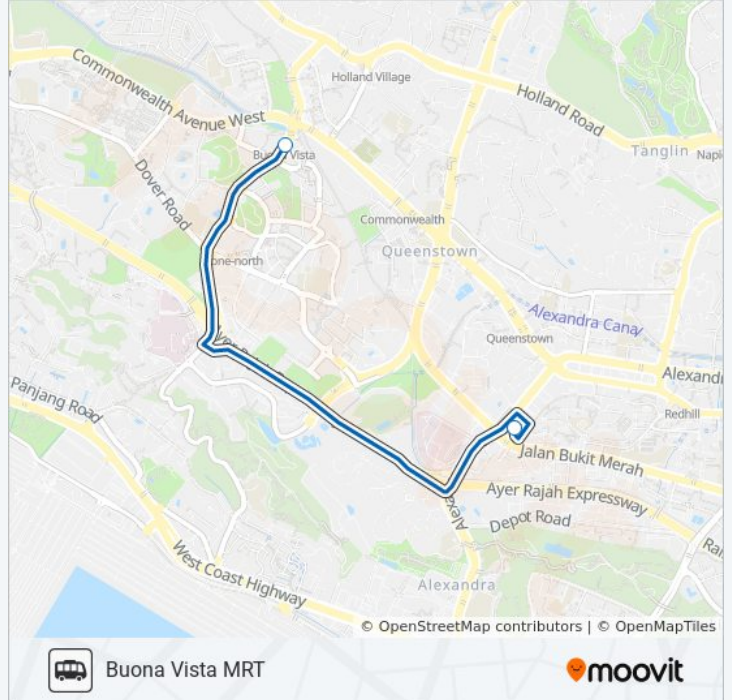 Holland Village
Commonwealth Avenue West
Holland Road
Tanglin
Buona Vista
Dover Road
Commonwealth
Queenstown
one-north
Alexandra Canal
Queenstown
Alexandr
Panjang Road
Redhill
Jalan Bukit Merah
Ayer Rajah Expressway
Depot Road
West Coast Highway
Alexandra
© OpenStreetMap contributors | © OpenMapTiles
Buona Vista MRT
moovit